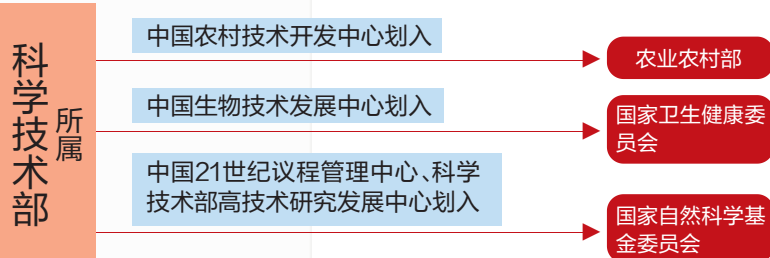 科学技术部
所属
中国农村技术开发中心划入
农业农村部
中国生物技术发展中心划入
国家卫生健康委
员会
中国21世纪议程管理中心、科学
技术部高技术研究发展中心划入
国家自然科学基
金委员会